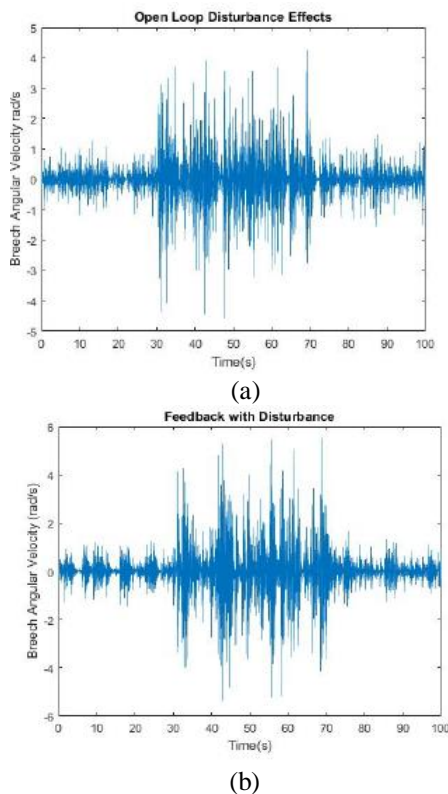 Open Loop Disturbance Effects
Breech Angular Velocity rad/s
5
4
3
2
1
0
-1
-2
-3
-4
-5
0 10 20 30 40 50 60 70 80 90 100
Time(s)
(a)
Feedback with Disturbance
Breech Angular Velocity (rad/s)
6
4
2
0
-2
-4
-6
0 10 20 30 40 50 60 70 80 90 100
Time(s)
(b)